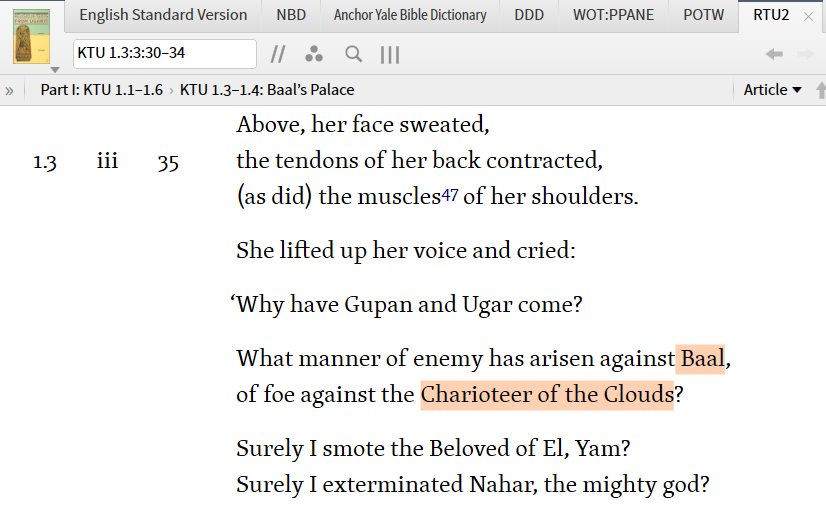 English Standard Version NBD Anchor Yale Bible Dictionary DDD WOT:PPANE POTW RTU2
KTU 1.3:3:30–34
» Part I: KTU 1.1–1.6 › KTU 1.3–1.4: Baal’s Palace Article
Above, her face sweated,
1.3 iii 35 the tendons of her back contracted,
(as did) the muscles47 of her shoulders.
She lifted up her voice and cried:
‘Why have Gupan and Ugar come?
What manner of enemy has arisen against Baal,
of foe against the Charioteer of the Clouds?
Surely I smote the Beloved of El, Yam?
Surely I exterminated Nahar, the mighty god?